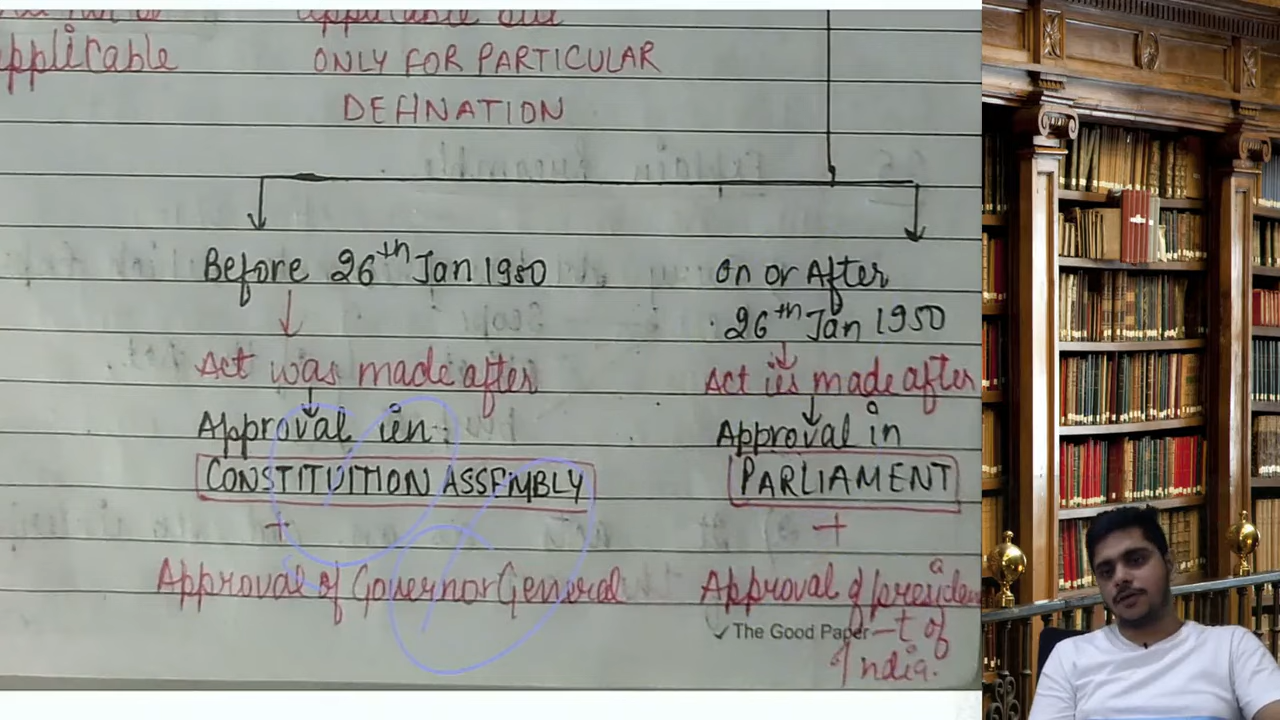 applicable
ONLY FOR PARTICULAR
DEFINATION
Before 26th Jan 1950
Act was made after
Approval in
CONSTITUITION ASSEMBLY
+
Approval of Governor General
On or After
26th Jan 1950
Act is made after
Approval in
PARLIAMENT
+
Approval of preside
The Good Paper
-t of
India.